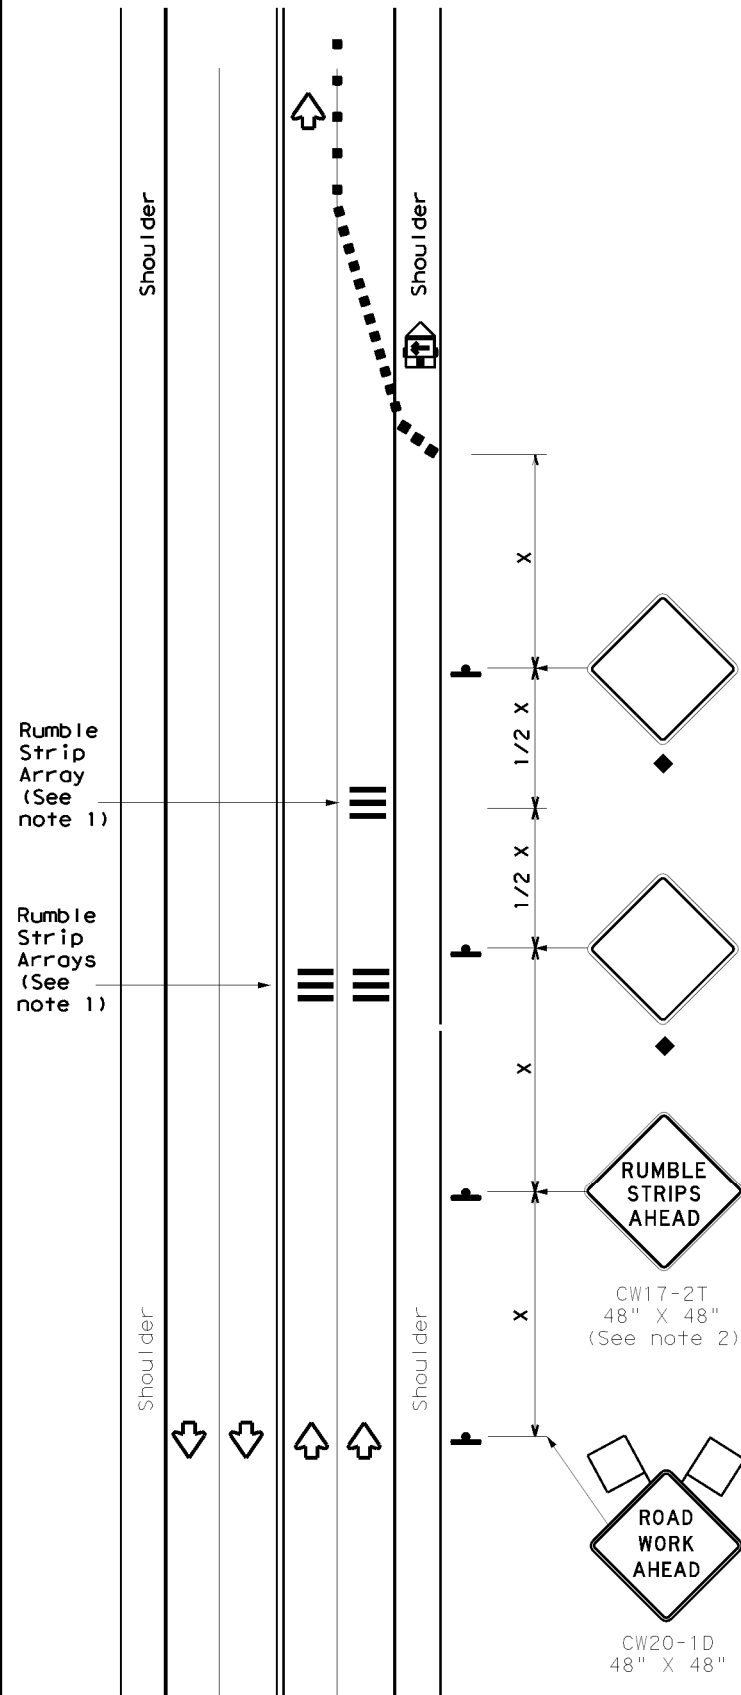 Shoulder
Shoulder
X
1/2 X
Rumble
Strip
Array
(See
note 1)
1/2 X
Rumble
Strip
Arrays
(See
note 1)
X
RUMBLE
STRIPS
AHEAD
CW17-2T
48" X 48"
(See note 2)
X
Shoulder
Shoulder
ROAD
WORK
AHEAD
CW20-1D
48" X 48"